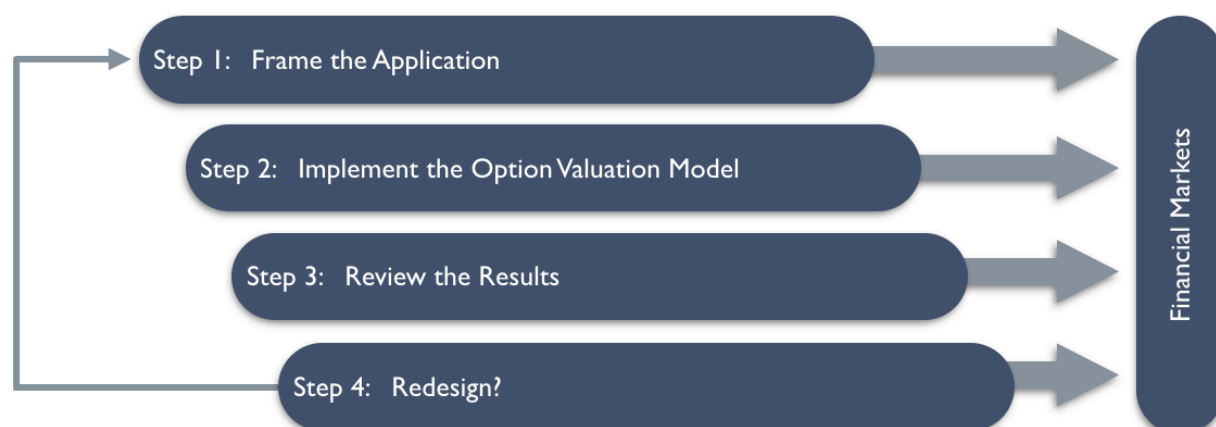 Step 1: Frame the Application
Step 2: Implement the Option Valuation Model
Step 3: Review the Results
Step 4: Redesign?
Financial Markets